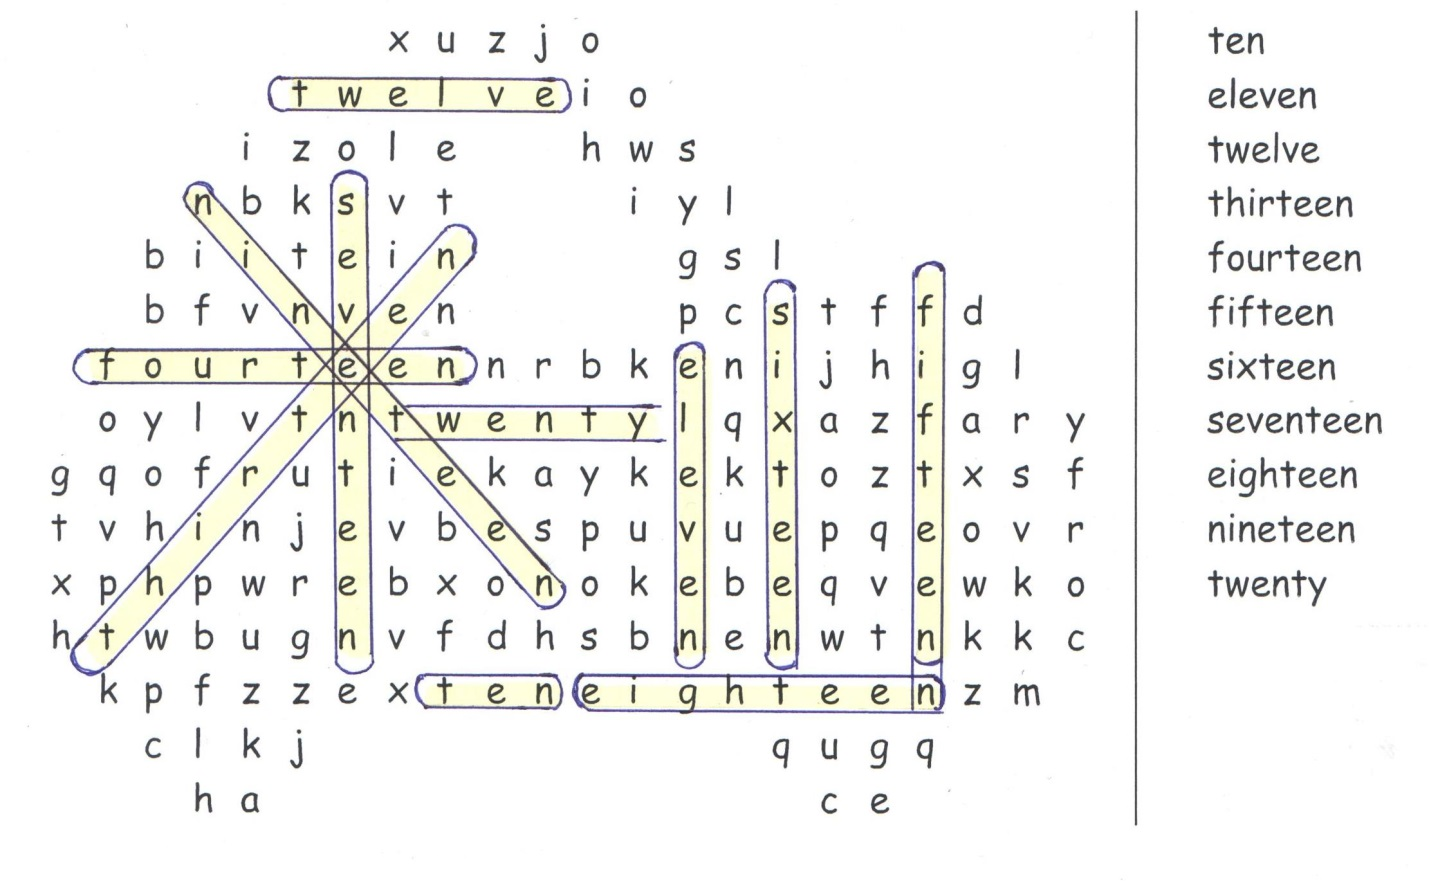 x u z j o
t w e l v e i o
i z o l e h w s
n b k s v t i y l
b i i t e i n g s l
b f v n v e n p c s t f f d
f o u r t e e n n r b k e n i j h i g l
o y l v t n t w e n t y l q x a z f a r y
g q o f r u t i e k a y k e k t o z t x s f
t v h i n j e v b e s p u v u e p q e o v r
x p h p w r e b x o n o k e b e q v e w k o
h t w b u g n v f d h s b n e n w t n k k c
k p f z z e x t e n e i g h t e e n z m
c l k j q u g q
h a c e
ten
eleven
twelve
thirteen
fourteen
fifteen
sixteen
seventeen
eighteen
nineteen
twenty